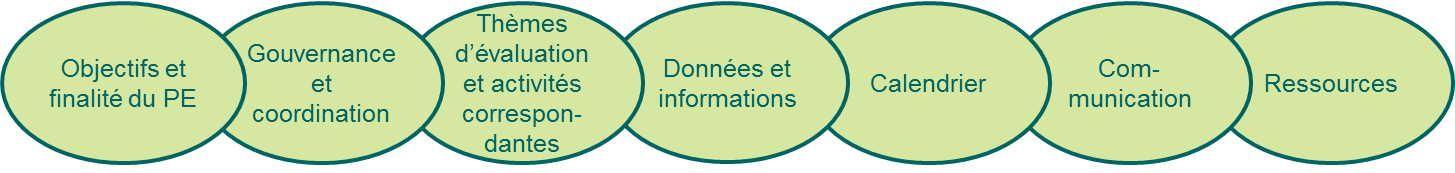 Objectifs et
finalité du PE
Gouvernance
et
coordination
Thèmes
d’évaluation
et activités
correspon-
dantes
Données et
informations
Calendrier
Com-
munication
Ressources